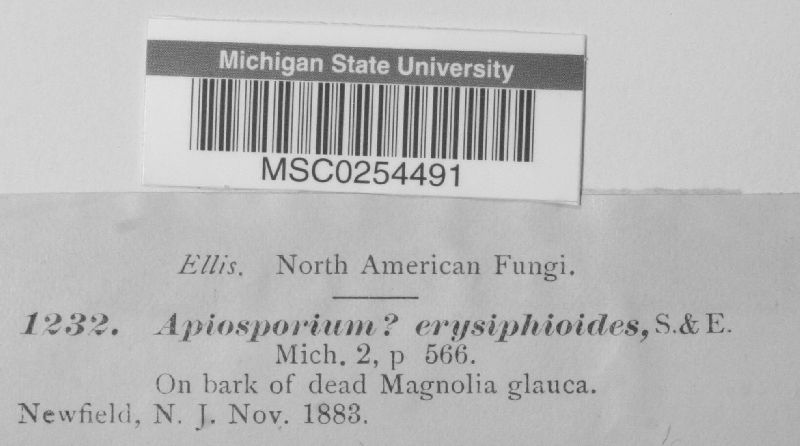 Michigan State University
MSC0254491
Ellis. North American Fungi.
1232. Apiosporium? erysiphioides, S. & E.
Mich. 2, p 566.
On bark of dead Magnolia glauca.
Newfield, N. J. Nov. 1883.